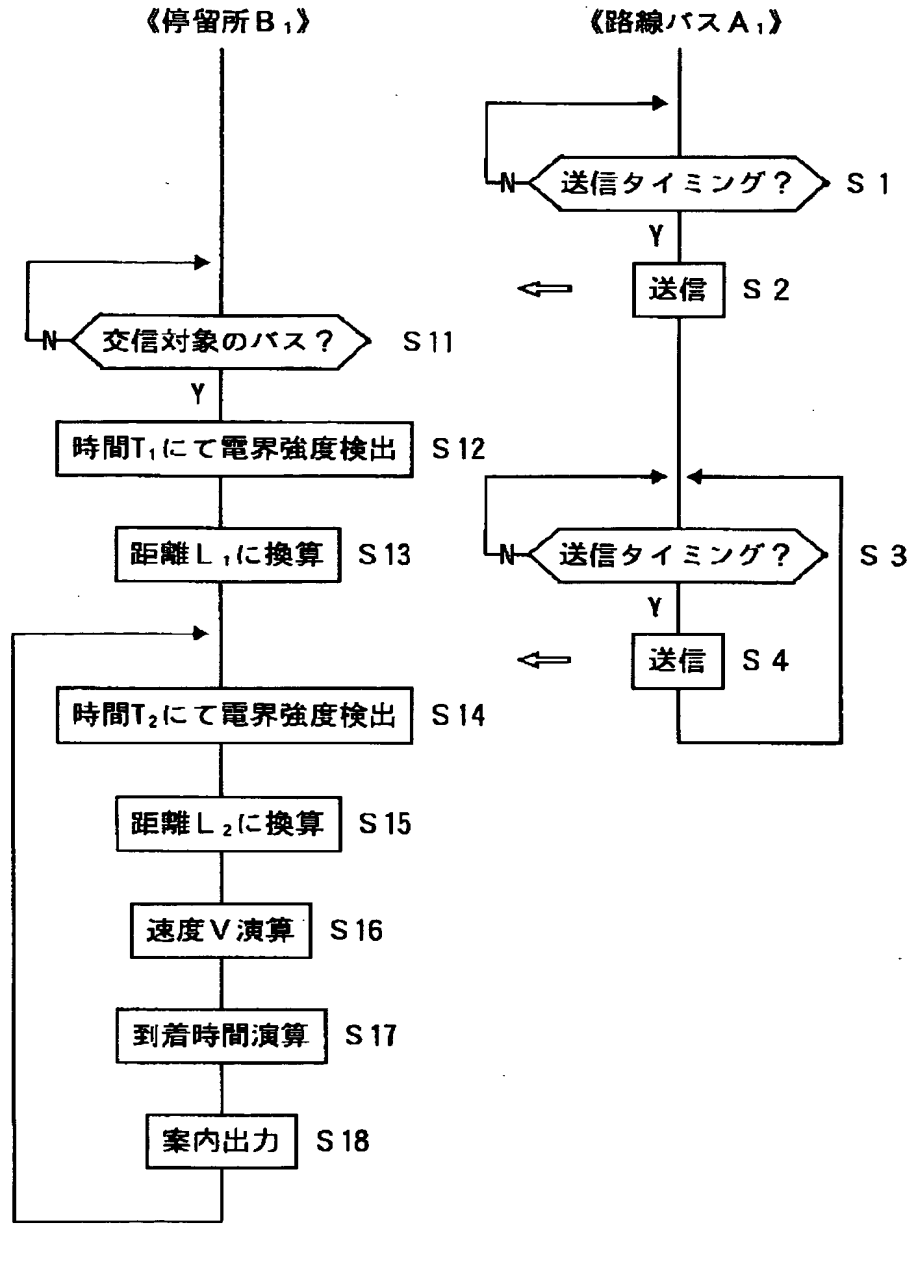 《停留所B₁》
N 交信対象のバス? S11
Y
時間T₁にて電界強度検出 S12
距離L₁に換算 S13
時間T₂にて電界強度検出 S14
距離L₂に換算 S15
速度V演算 S16
到着時間演算 S17
案内出力 S18
《路線バスA₁》
N 送信タイミング? S1
Y
送信 S2
N 送信タイミング? S3
Y
送信 S4